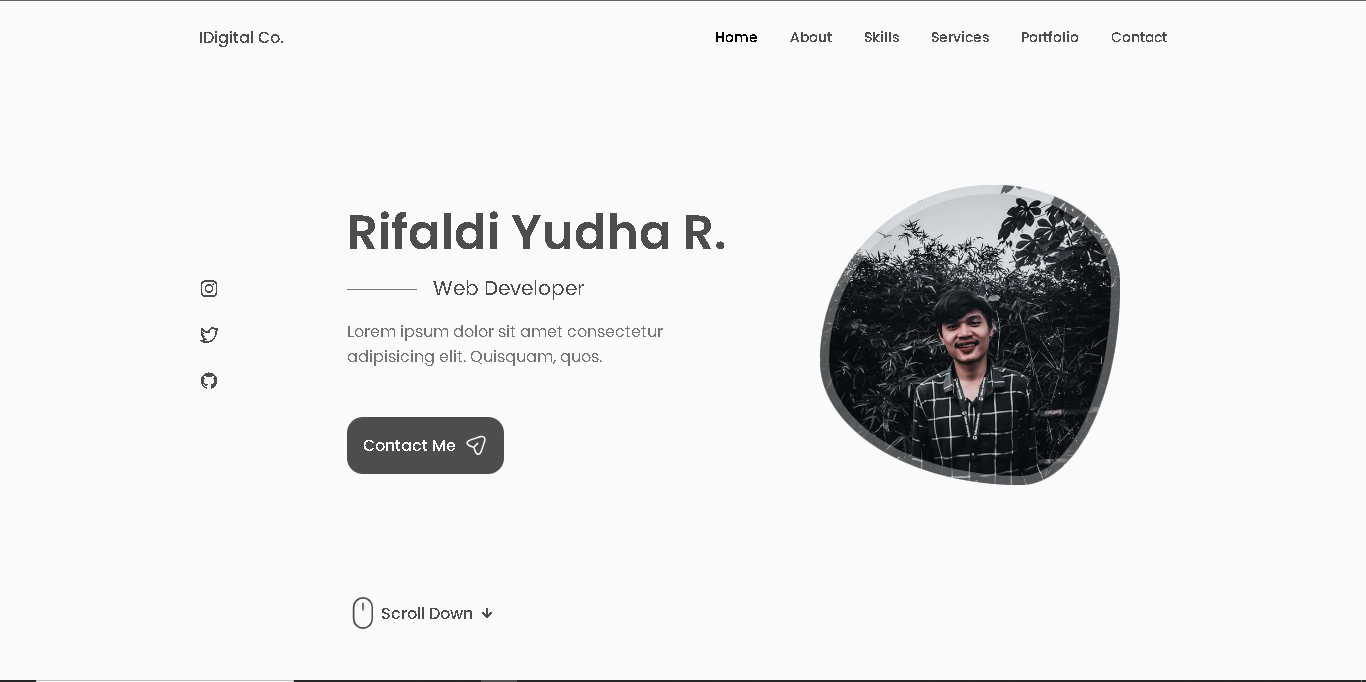 IDigital Co.
Home About Skills Services Portfolio Contact
Rifaldi Yudha R.
Web Developer
Lorem ipsum dolor sit amet consectetur
adipisicing elit. Quisquam, quos.
Contact Me
Scroll Down